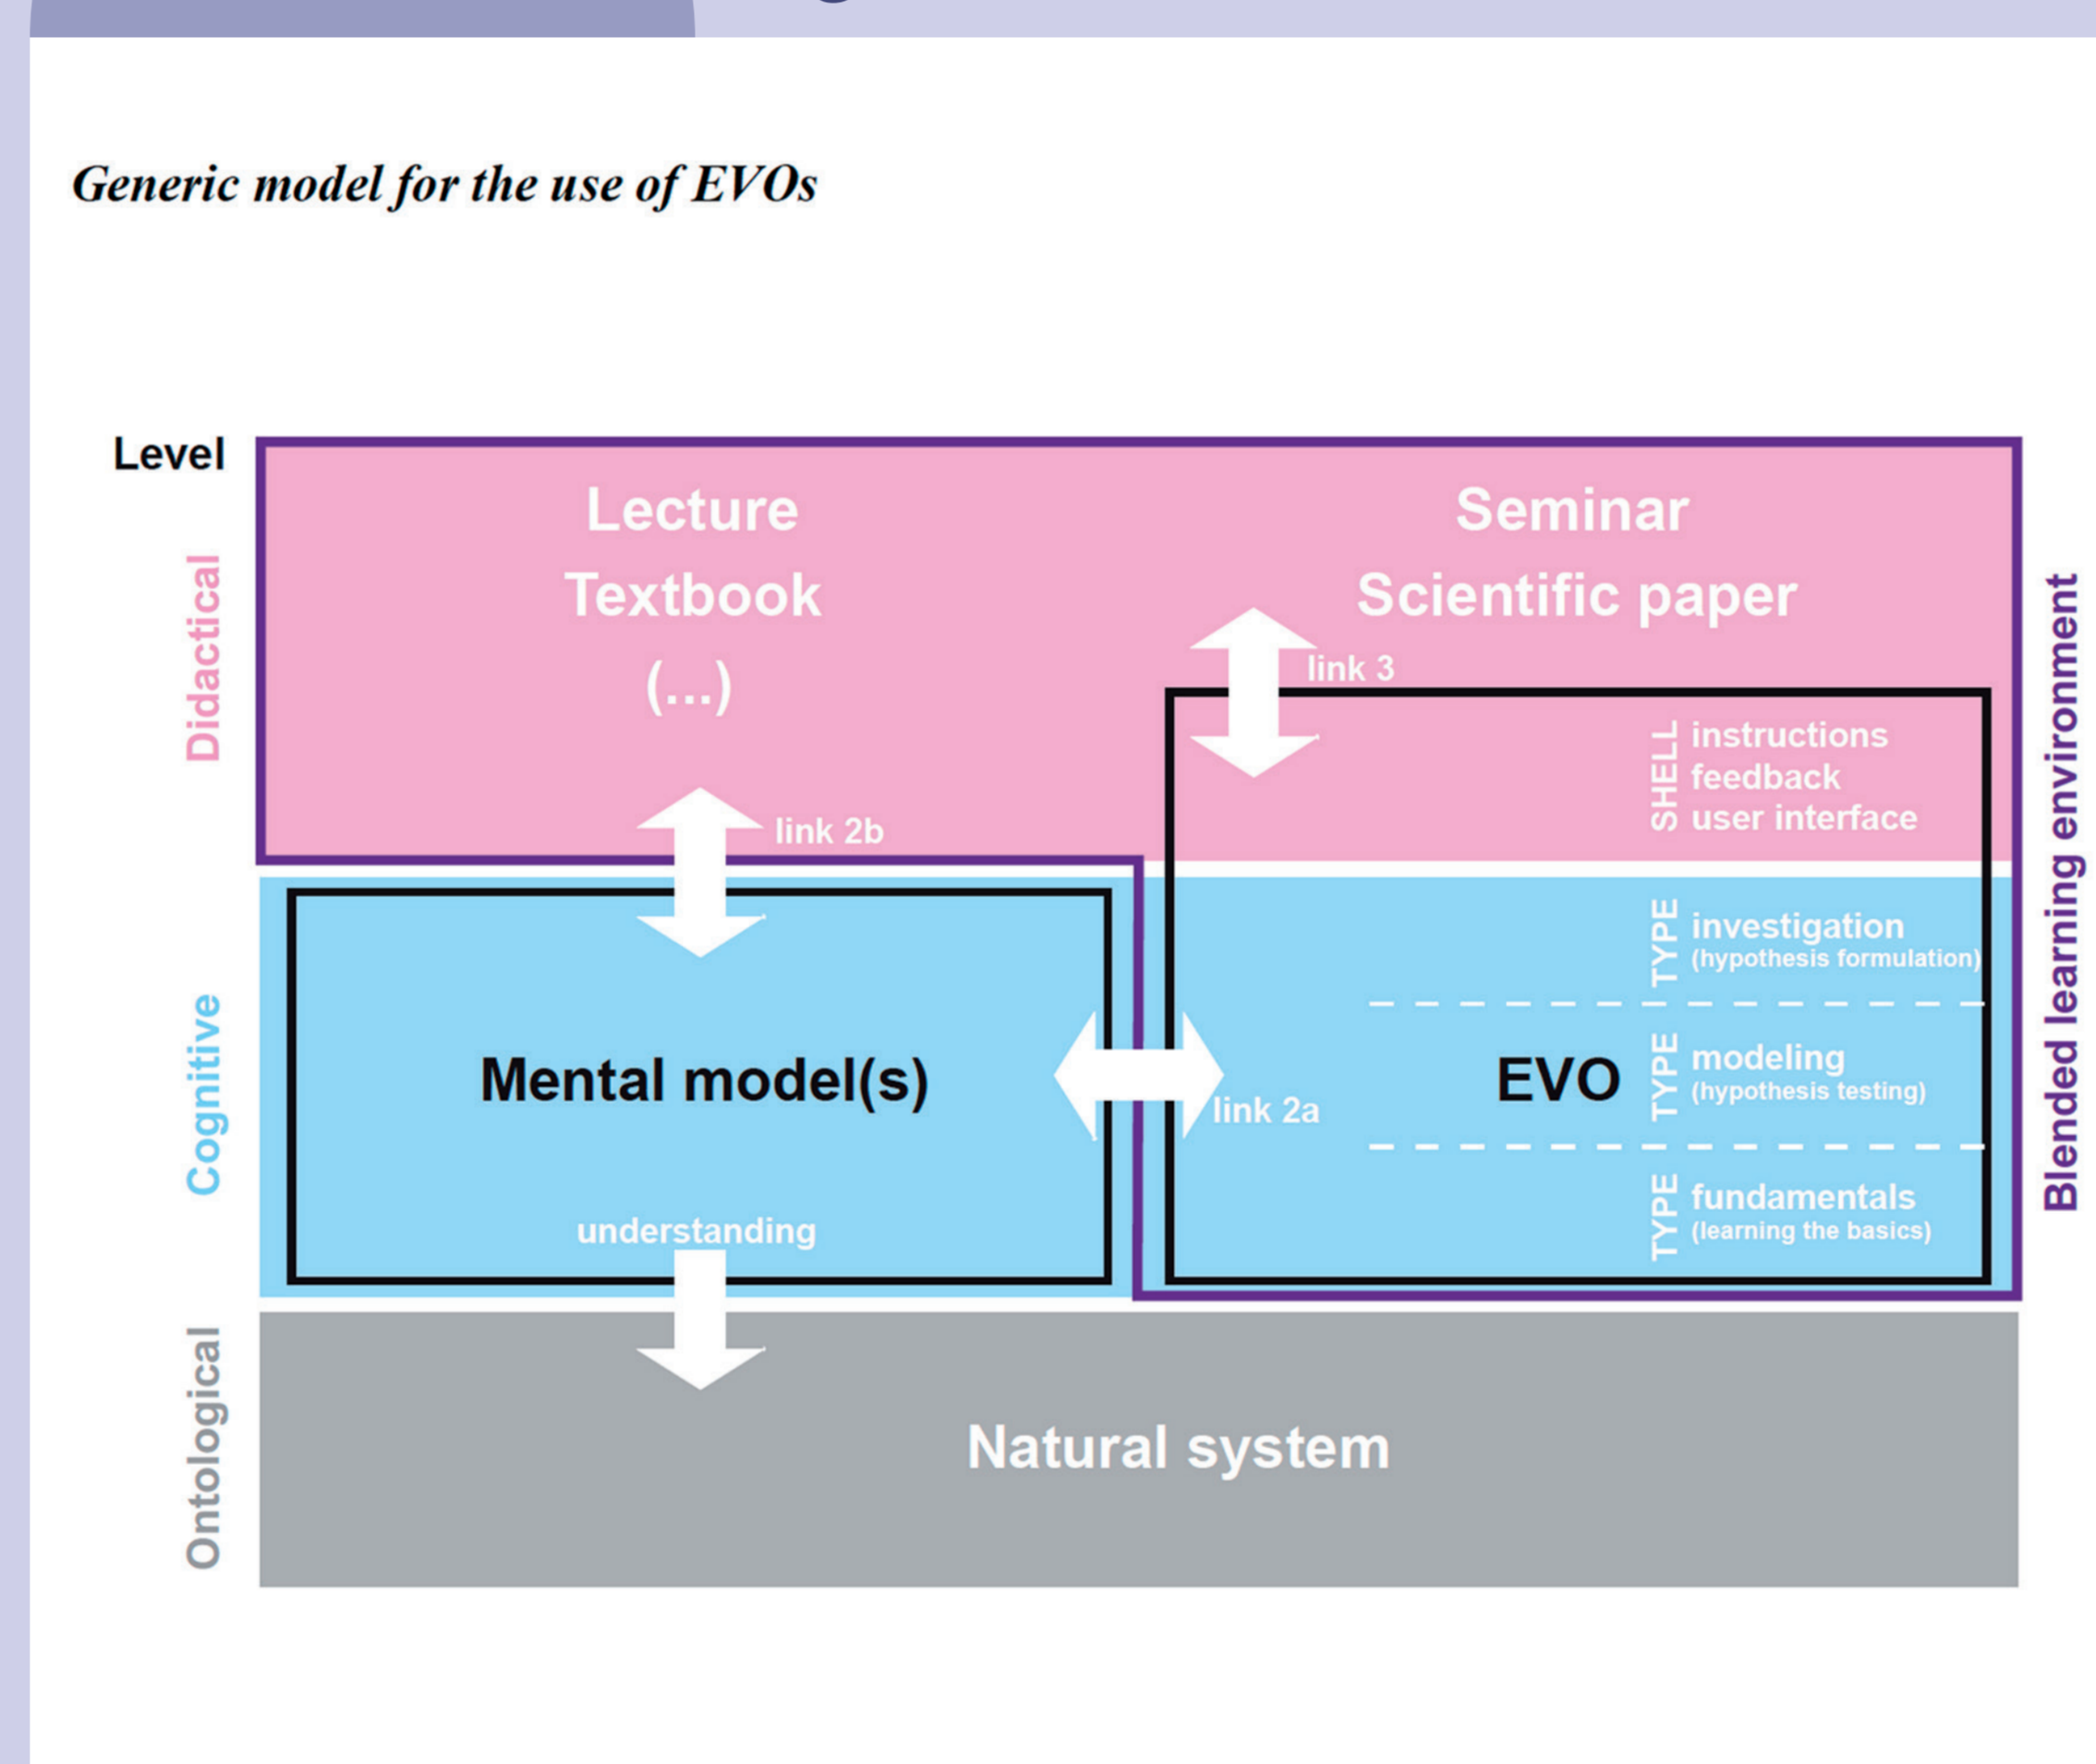 Generic model for the use of EVOs
Level
Didactical
Lecture
Textbook
(...)
Seminar
Scientific paper
link 3
SHELL
instructions
feedback
user interface
link 2b
Cognitive
Mental model(s)
understanding
link 2a
EVO
TYPE
investigation
(hypothesis formulation)
TYPE
modeling
(hypothesis testing)
TYPE
fundamentals
(learning the basics)
Ontological
Natural system
Blended learning environment